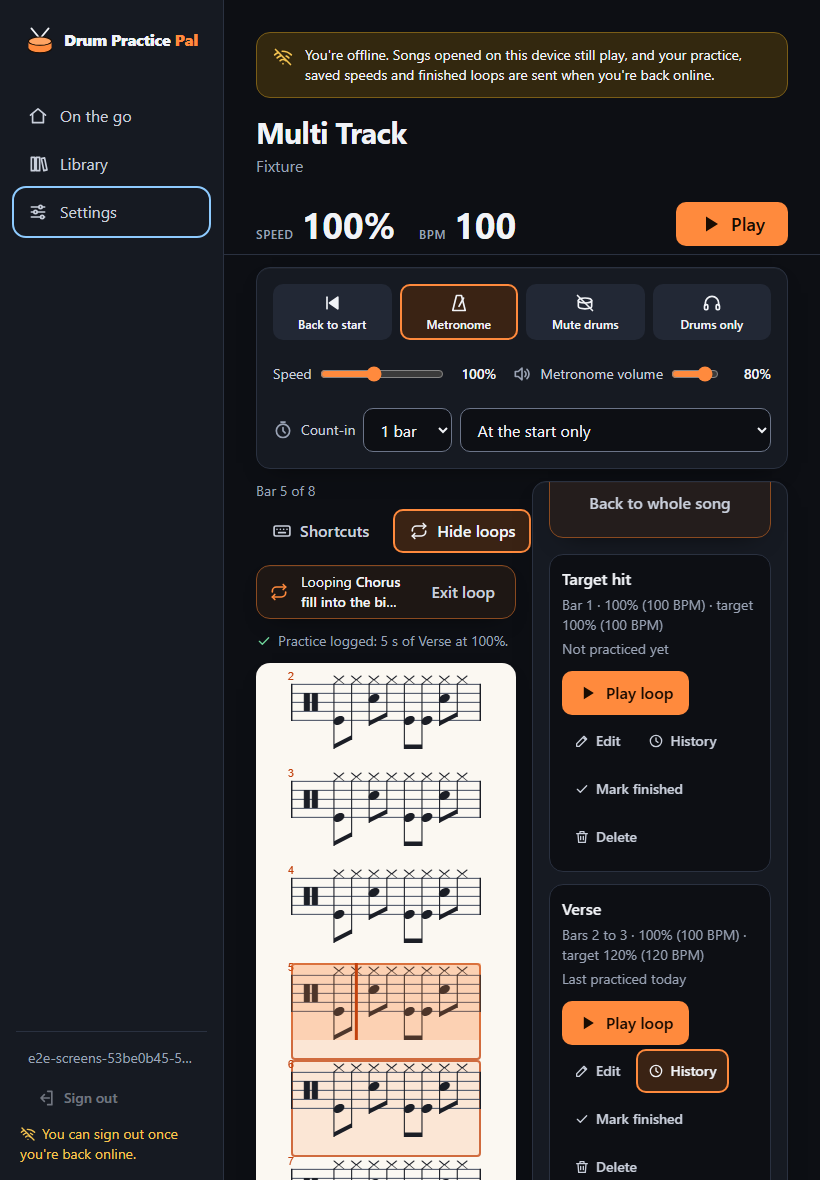 Drum Practice Pal
On the go
Library
Settings
e2e-screens-53be0b45-5...
Sign out
You can sign out once
you're back online.
You're offline. Songs opened on this device still play, and your practice,
saved speeds and finished loops are sent when you're back online.
Multi Track
Fixture
SPEED 100% BPM 100
Play
Back to start
Metronome
Mute drums
Drums only
Speed 100% Metronome volume 80%
Count-in 1 bar At the start only
Bar 5 of 8
Shortcuts
Hide loops
Looping Chorus
fill into the bi...
Exit loop
Practice logged: 5 s of Verse at 100%.
2
3
4
5
6
7
Back to whole song
Target hit
Bar 1 · 100% (100 BPM) · target
100% (100 BPM)
Not practiced yet
Play loop
Edit
History
Mark finished
Delete
Verse
Bars 2 to 3 · 100% (100 BPM) ·
target 120% (120 BPM)
Last practiced today
Play loop
Edit
History
Mark finished
Delete